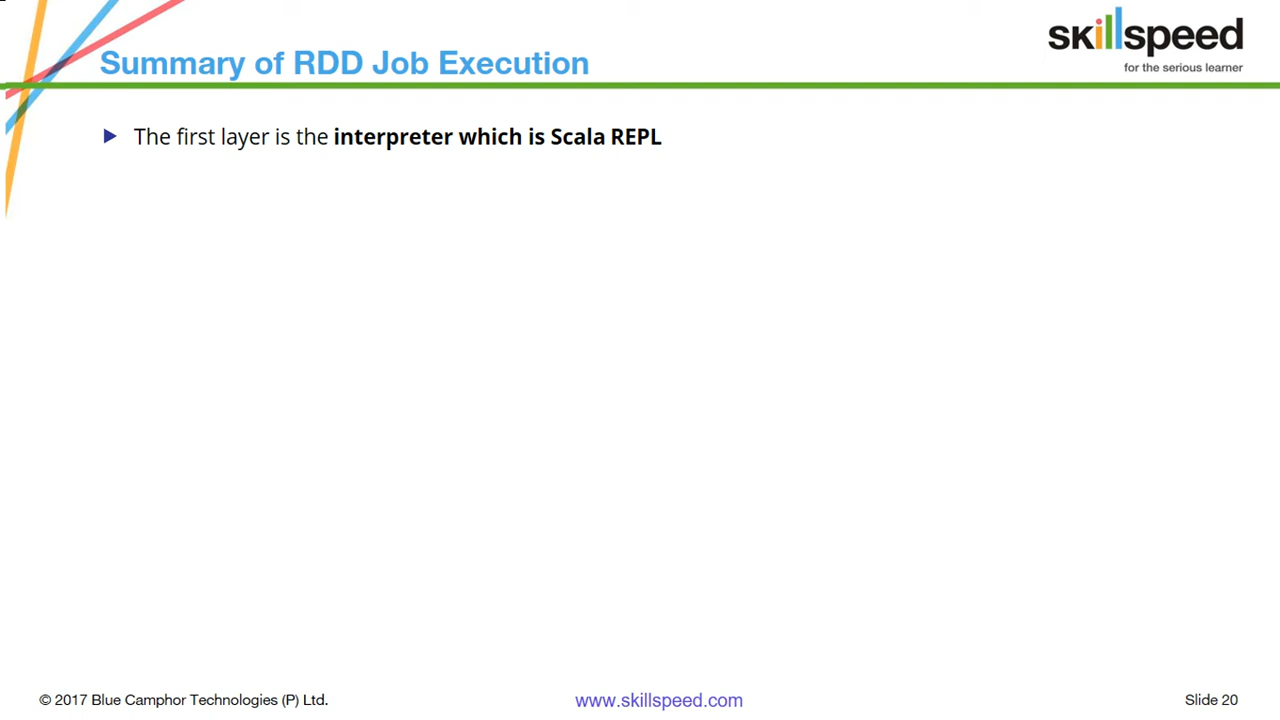 skillspeed
for the serious learner
Summary of RDD Job Execution
The first layer is the interpreter which is Scala REPL
© 2017 Blue Camphor Technologies (P) Ltd.
www.skillspeed.com
Slide 20